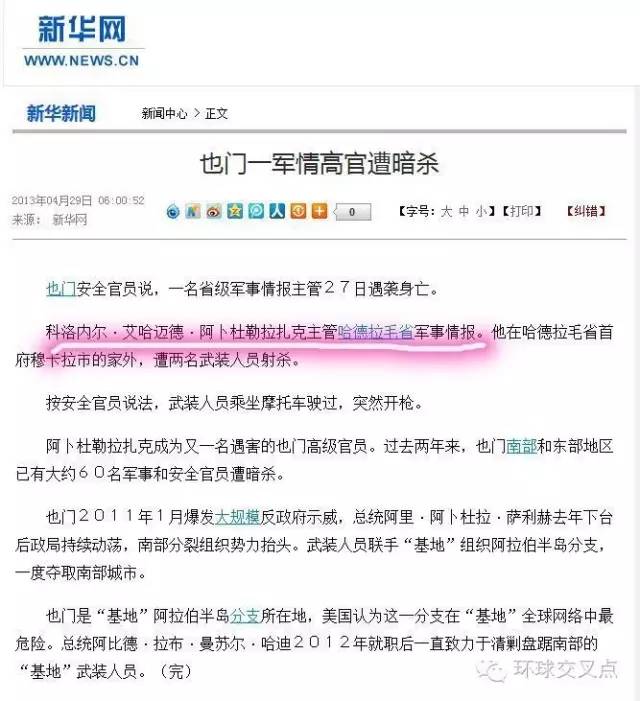 新华网
WWW.NEWS.CN
新华新闻 新闻中心 > 正文
也门一军情高官遭暗杀
2013年04月29日 06:00:52
来源： 新华网
0
【字号：大 中 小】【打印】 【纠错】
也门安全官员说，一名省级军事情报主管２７日遇袭身亡。
科洛内尔·艾哈迈德·阿卜杜勒拉扎克主管哈德拉毛省军事情报。他在哈德拉毛省首
府穆卡拉市的家外，遭两名武装人员射杀。
按安全官员说法，武装人员乘坐摩托车驶过，突然开枪。
阿卜杜勒拉扎克成为又一名遇害的也门高级官员。过去两年来，也门南部和东部地区
已有大约６０名军事和安全官员遭暗杀。
也门２０１１年１月爆发大规模反政府示威，总统阿里·阿卜杜拉·萨利赫去年下台
后政局持续动荡，南部分裂组织势力抬头。武装人员联手“基地”组织阿拉伯半岛分支，
一度夺取南部城市。
也门是“基地”阿拉伯半岛分支所在地，美国认为这一分支在“基地”全球网络中最
危险。总统阿比德·拉布·曼苏尔·哈迪２０１２年就职后一直致力于清剿盘踞南部的
“基地”武装人员。（完）
环球交叉点